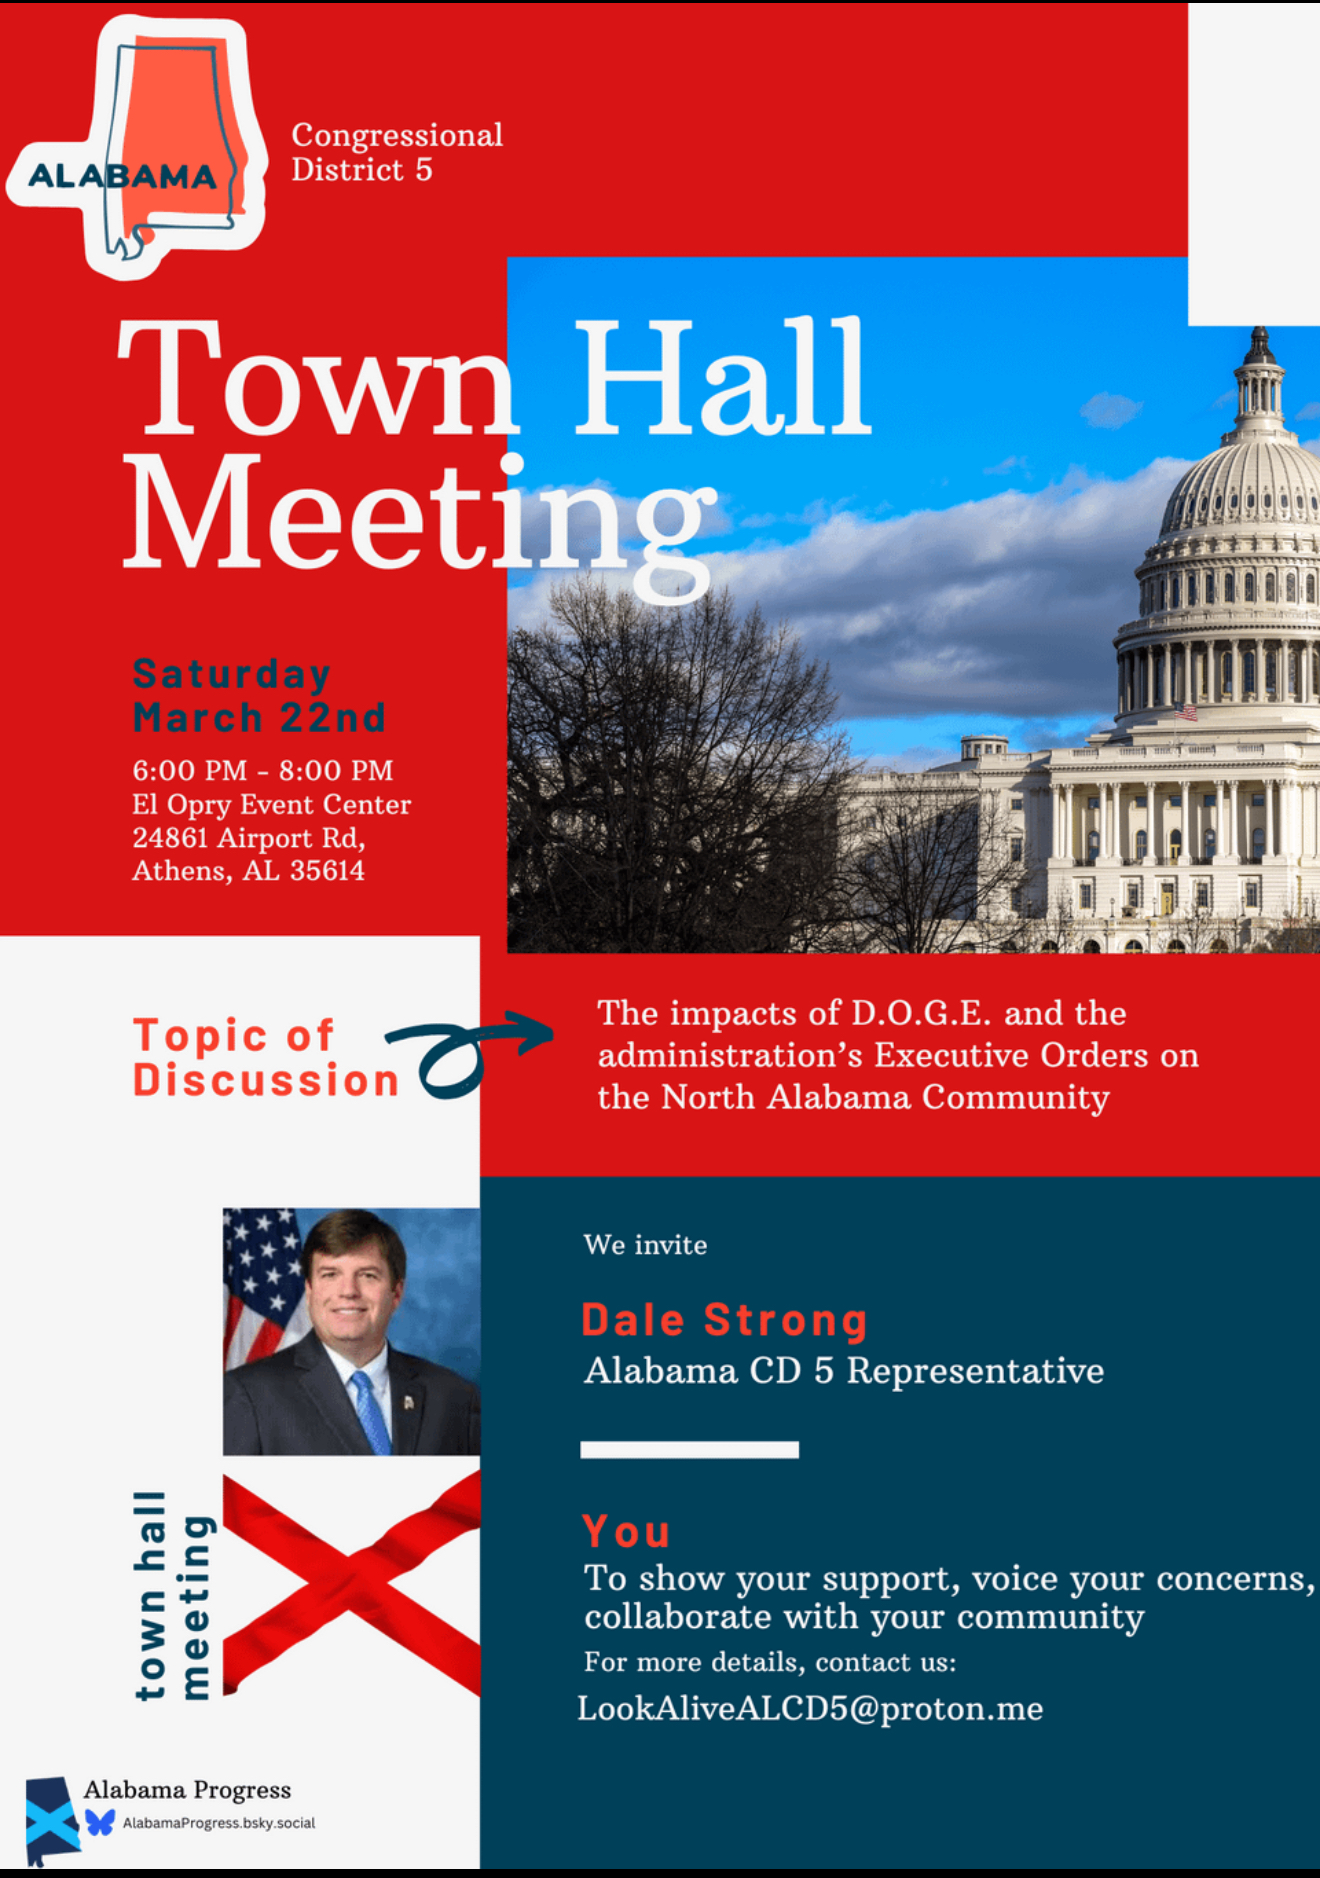 ALABAMA
Congressional
District 5
Town Hall
Meeting
Saturday
March 22nd
6:00 PM - 8:00 PM
El Opry Event Center
24861 Airport Rd,
Athens, AL 35614
Topic of
Discussion
The impacts of D.O.G.E. and the
administration’s Executive Orders on
the North Alabama Community
We invite
Dale Strong
Alabama CD 5 Representative
You
To show your support, voice your concerns,
collaborate with your community
For more details, contact us:
LookAliveALCD5@proton.me
town hall
meeting
Alabama Progress
AlabamaProgress.bsky.social